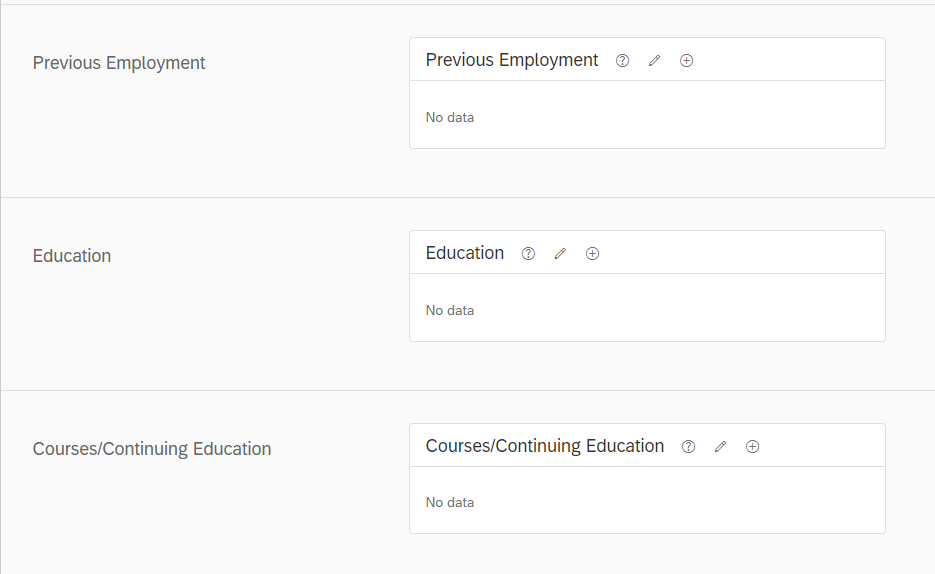 Previous Employment
Previous Employment
No data
Education
Education
No data
Courses/Continuing Education
Courses/Continuing Education
No data